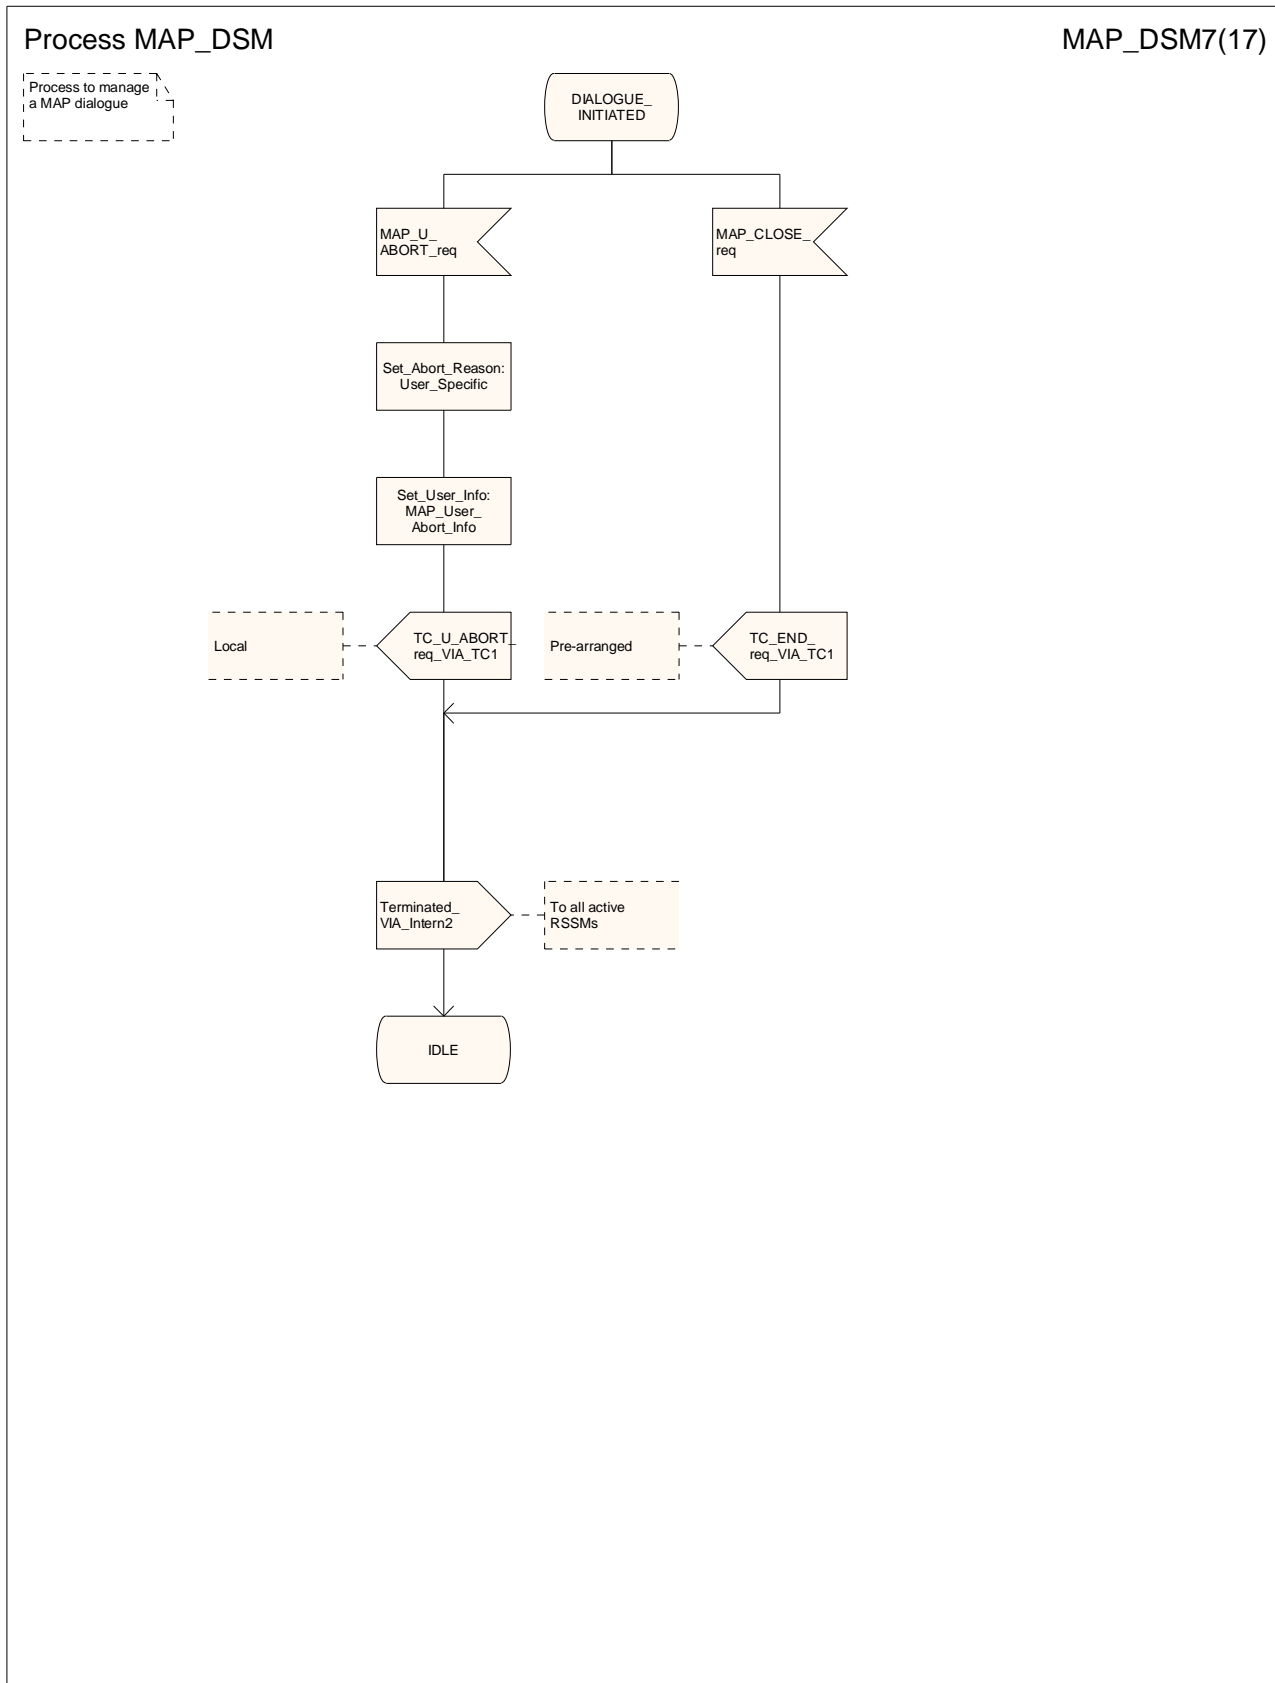 Process MAP_DSM
MAP_DSM7(17)
Process to manage
a MAP dialogue
DIALOGUE_
INITIATED
MAP_U_
ABORT_req
MAP_CLOSE_
req
Set_Abort_Reason:
User_Specific
Set_User_Info:
MAP_User_
Abort_Info
Local
TC_U_ABORT_
req_VIA_TC1
Pre-arranged
TC_END_
req_VIA_TC1
Terminated_
VIA_Intern2
To all active
RSSMs
IDLE